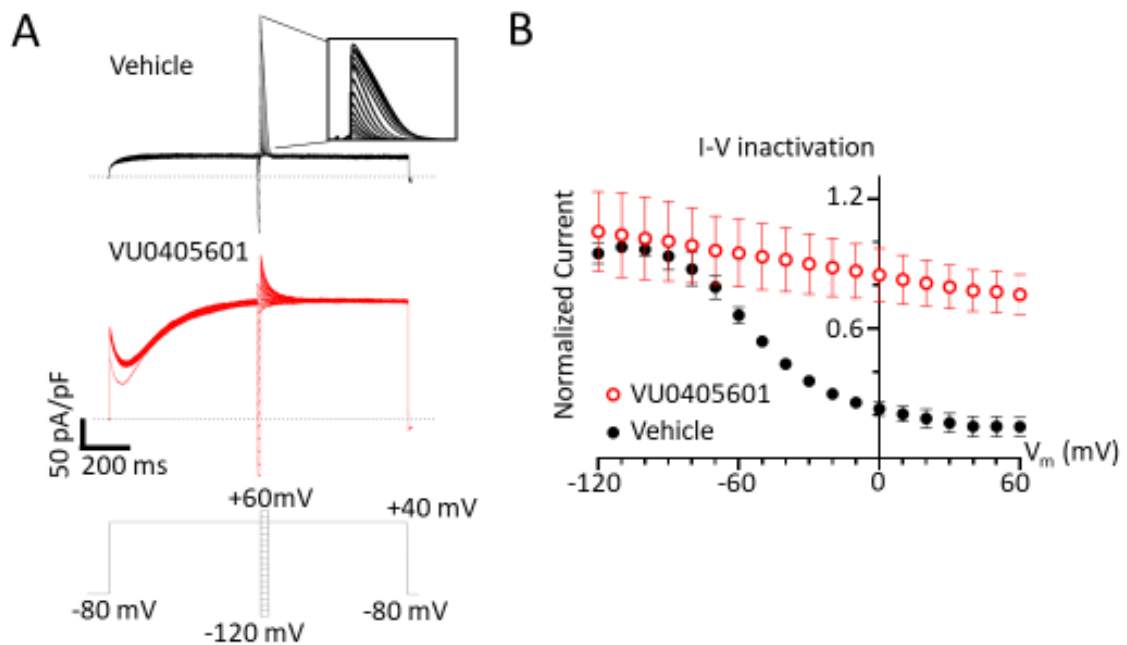 A
Vehicle
VU0405601
50 pA/pF
200 ms
+60mV
+40 mV
-80 mV
-80 mV
-120 mV
B
I-V inactivation
Normalized Current
1.2
0.6
VU0405601
Vehicle
Vm (mV)
-120
-60
0
60